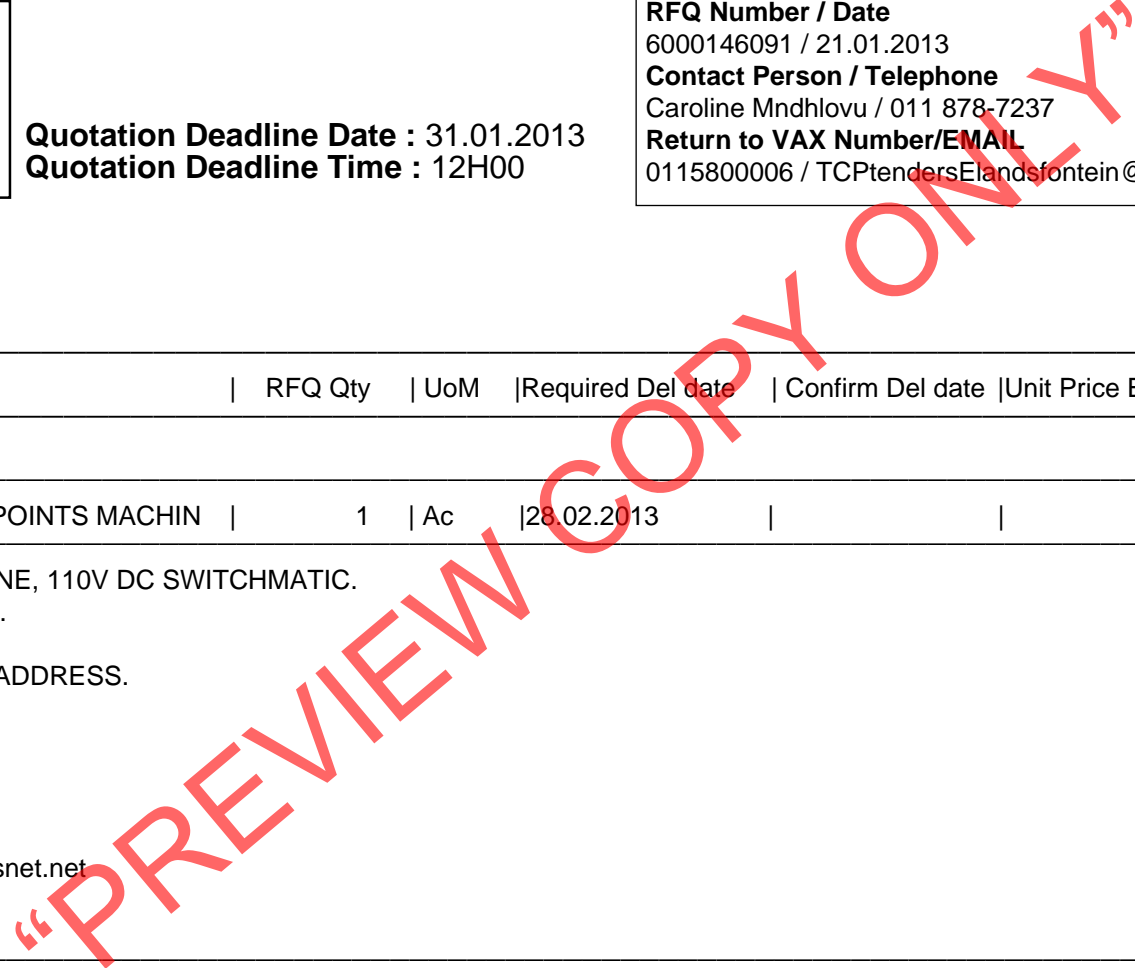 RFQ Number / Date
6000146091 / 21.01.2013
Contact Person / Telephone
Caroline Mndhlovu / 011 878-7237
Return to VAX Number/EMAIL
0115800006 / TCPtendersElandsfontein@
Quotation Deadline Date : 31.01.2013
Quotation Deadline Time : 12H00
| RFQ Qty | UoM |Required Del date | Confirm Del date |Unit Price E
POINTS MACHIN | 1 | Ac |28.02.2013 | |
NE, 110V DC SWITCHMATIC.
.
ADDRESS.
snet.net
“PREVIEW COPY ONLY”